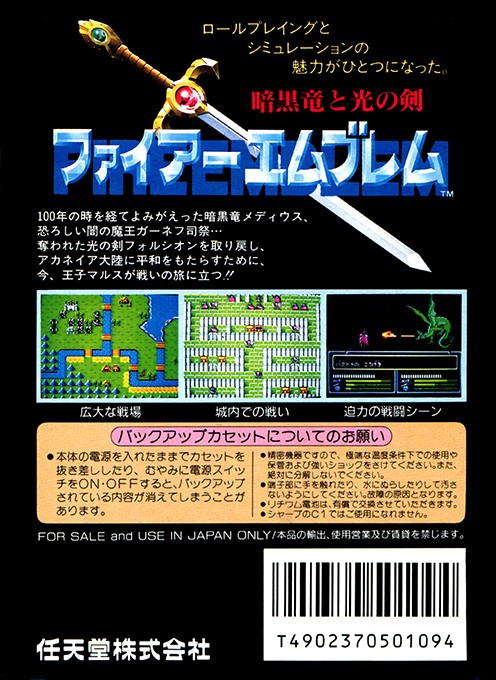 ロールプレイングと
シミュレーションの
魅力がひとつになった。
暗黒竜と光の剣
ファイアーエムブレム
FIRE EMBLEM
TM
100年の時を経てよみがえった暗黒竜メディウス、
恐ろしい闇の魔王ガーネフ司祭…
奪われた光の剣フォルシオンを取り戻し、
アカネイア大陸に平和をもたらすために、
今、王子マルスが戦いの旅に立つ!!
広大な戦場
城内での戦い
迫力の戦闘シーン
バックアップカセットについてのお願い
●本体の電源を入れたままでカセットを
抜き差ししたり、むやみに電源スイッ
チをON・OFFすると、バックアップ
されている内容が消えてしまうことが
あります。
●精密機器ですので、極端な温度条件下での使用や
保管および強いショックをさけてください。また、
絶対に分解しないでください。
●端子部に手を触れたり、水にぬらしたりして汚さ
ないようにしてください。故障の原因となります。
●リチウム電池は、有償で交換させていただきます。
●シャープのC1ではご使用になれません。
FOR SALE and USE IN JAPAN ONLY/本品の輸出、使用営業及び賃貸を禁じます。
任天堂株式会社
T4902370501094